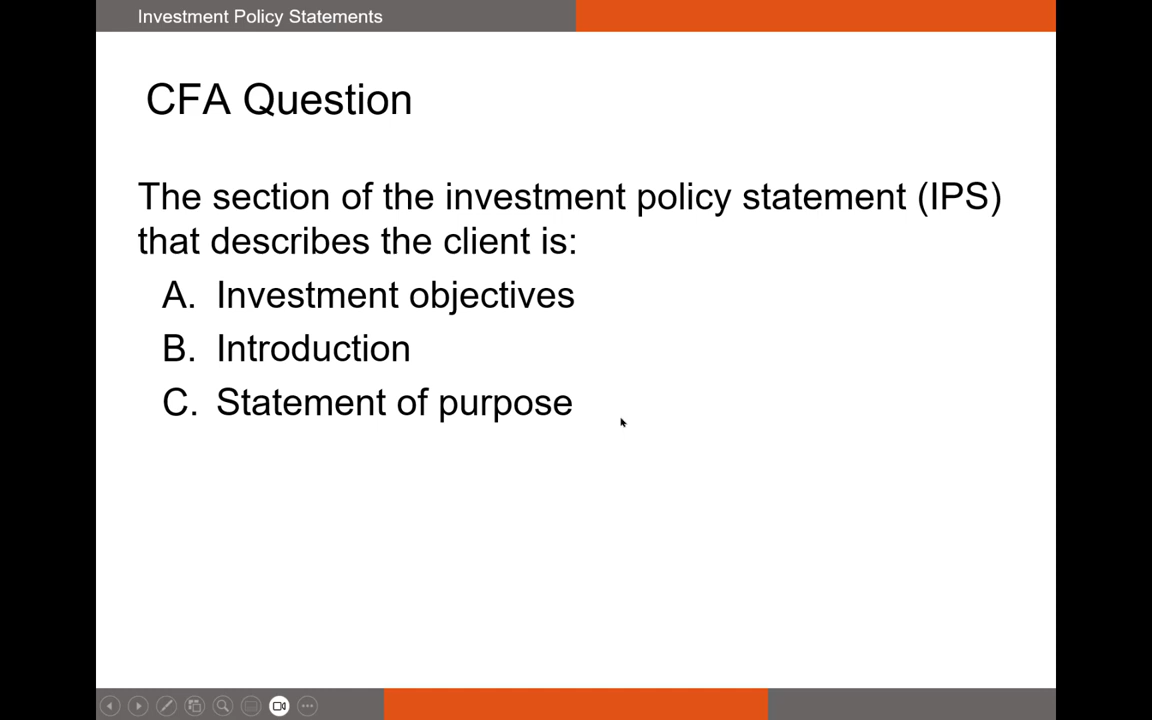 Investment Policy Statements
CFA Question
The section of the investment policy statement (IPS)
that describes the client is:
A. Investment objectives
B. Introduction
C. Statement of purpose